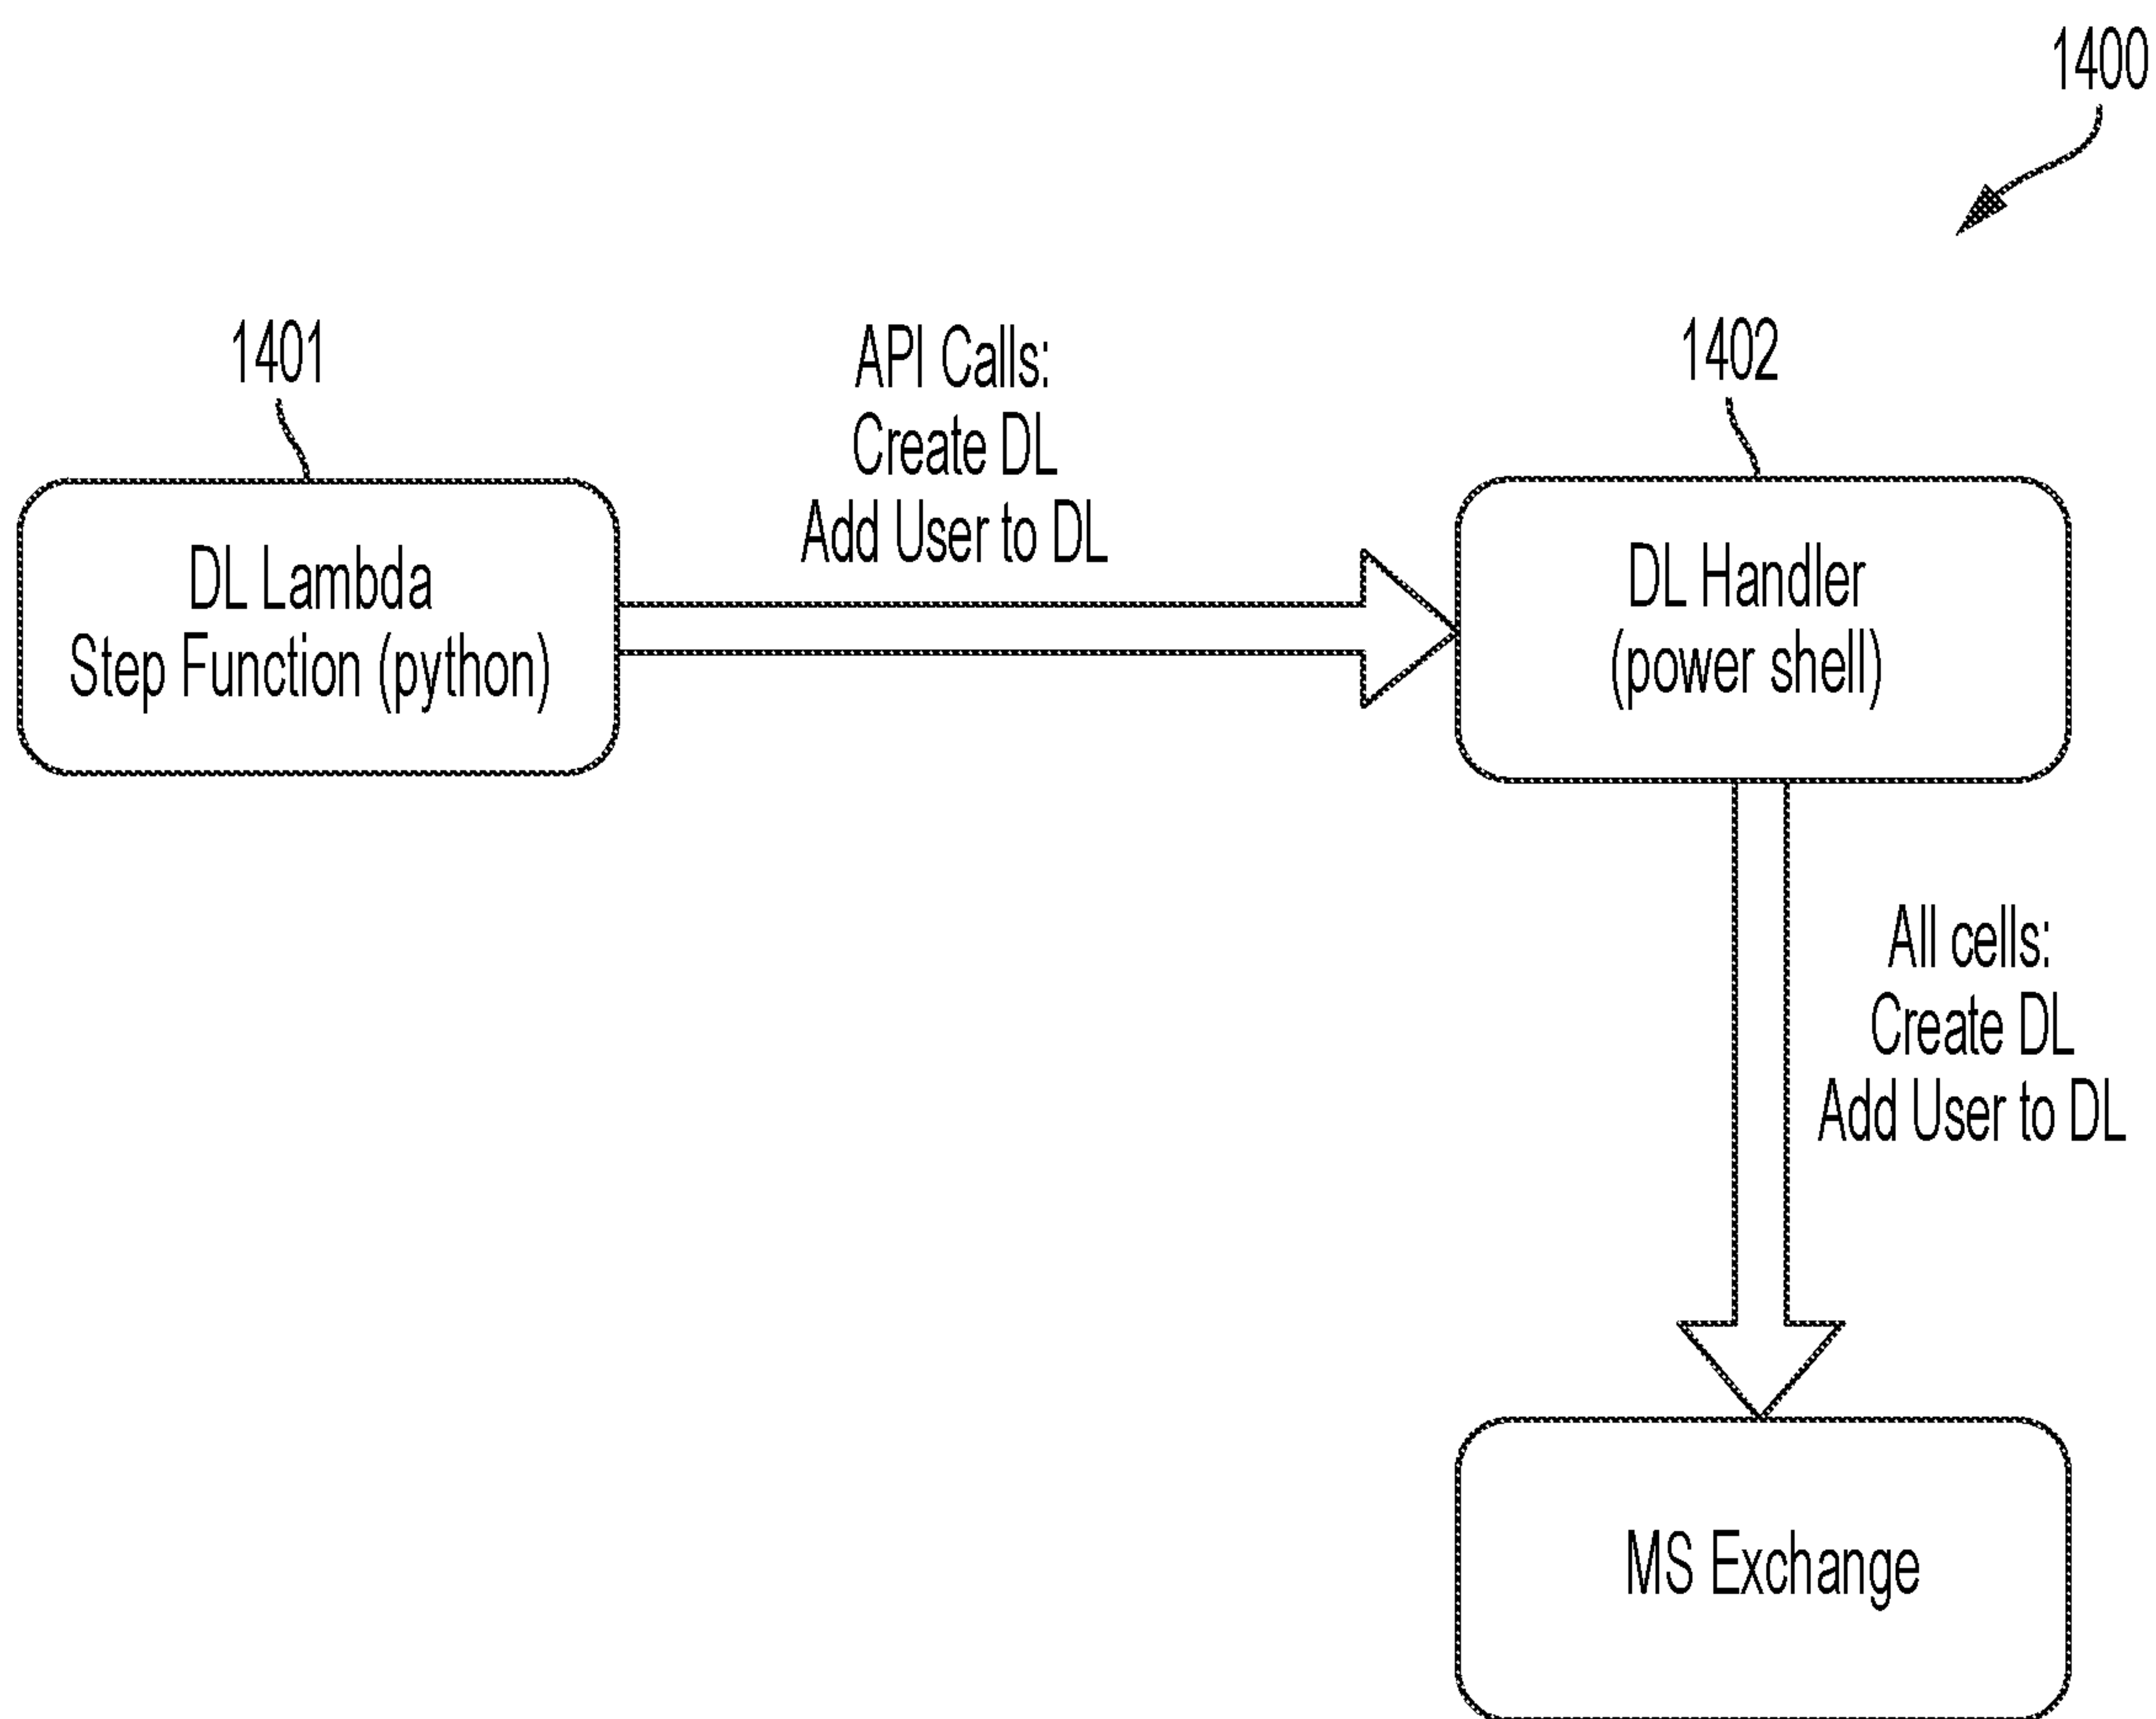 1400
1401
API Calls:
Create DL
Add User to DL
1402
DL Lambda
Step Function (python)
DL Handler
(power shell)
All cells:
Create DL
Add User to DL
MS Exchange